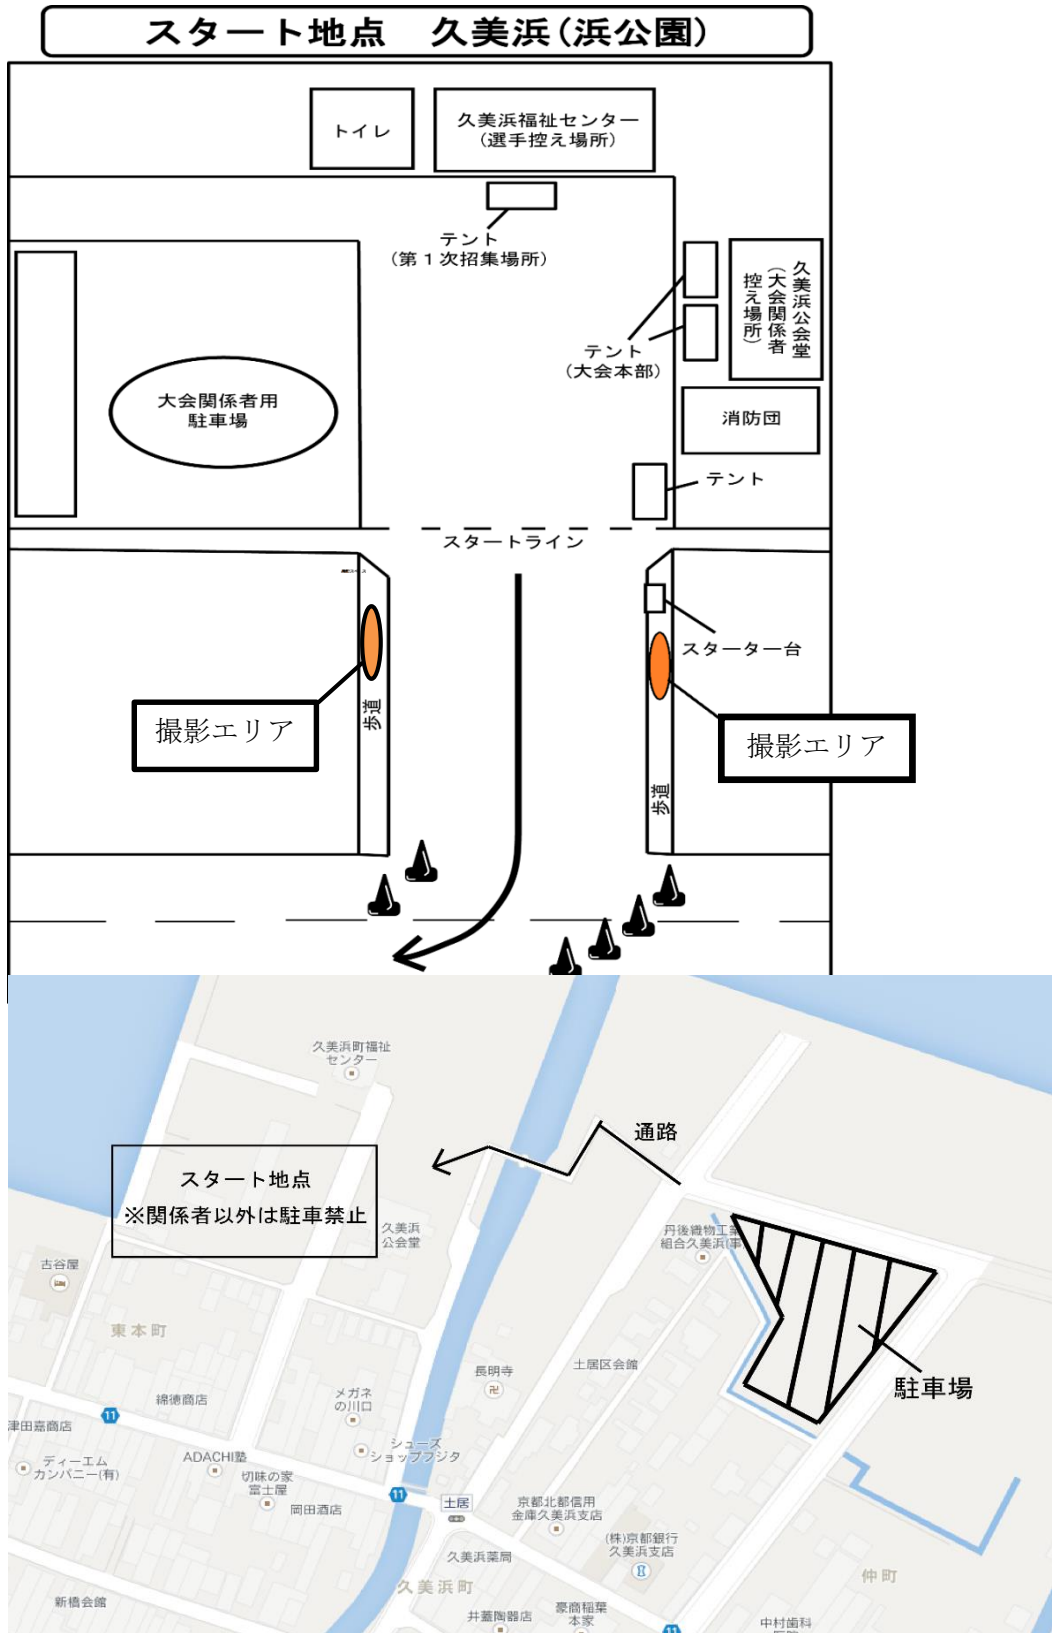 スタート地点　久美浜(浜公園)
トイレ
久美浜福祉センター
(選手控え場所)
テント
(第１次招集場所)
久美浜公会堂
(大会関係者
控え場所)
テント
(大会本部)
大会関係者用
駐車場
消防団
テント
スタートライン
スターター台
撮影エリア
歩道
撮影エリア
歩道
久美浜町福祉
センター
通路
スタート地点
※関係者以外は駐車禁止
久美浜
公会堂
丹後織物工業
組合久美浜(事)
古谷屋
東本町
長明寺
土居区会館
駐車場
綿徳商店
メガネ
の川口
11
津田嘉商店
シューズ
ショップフジタ
ディーエム
カンパニー(有)
ADACHI塾
切味の家
富士屋
岡田酒店
11
土居
京都北都信用
金庫久美浜支店
(株)京都銀行
久美浜支店
久美浜薬局
久美浜町
仲町
新橋会館
井蓋陶器店
豪商稲葉
本家
11
中村歯科